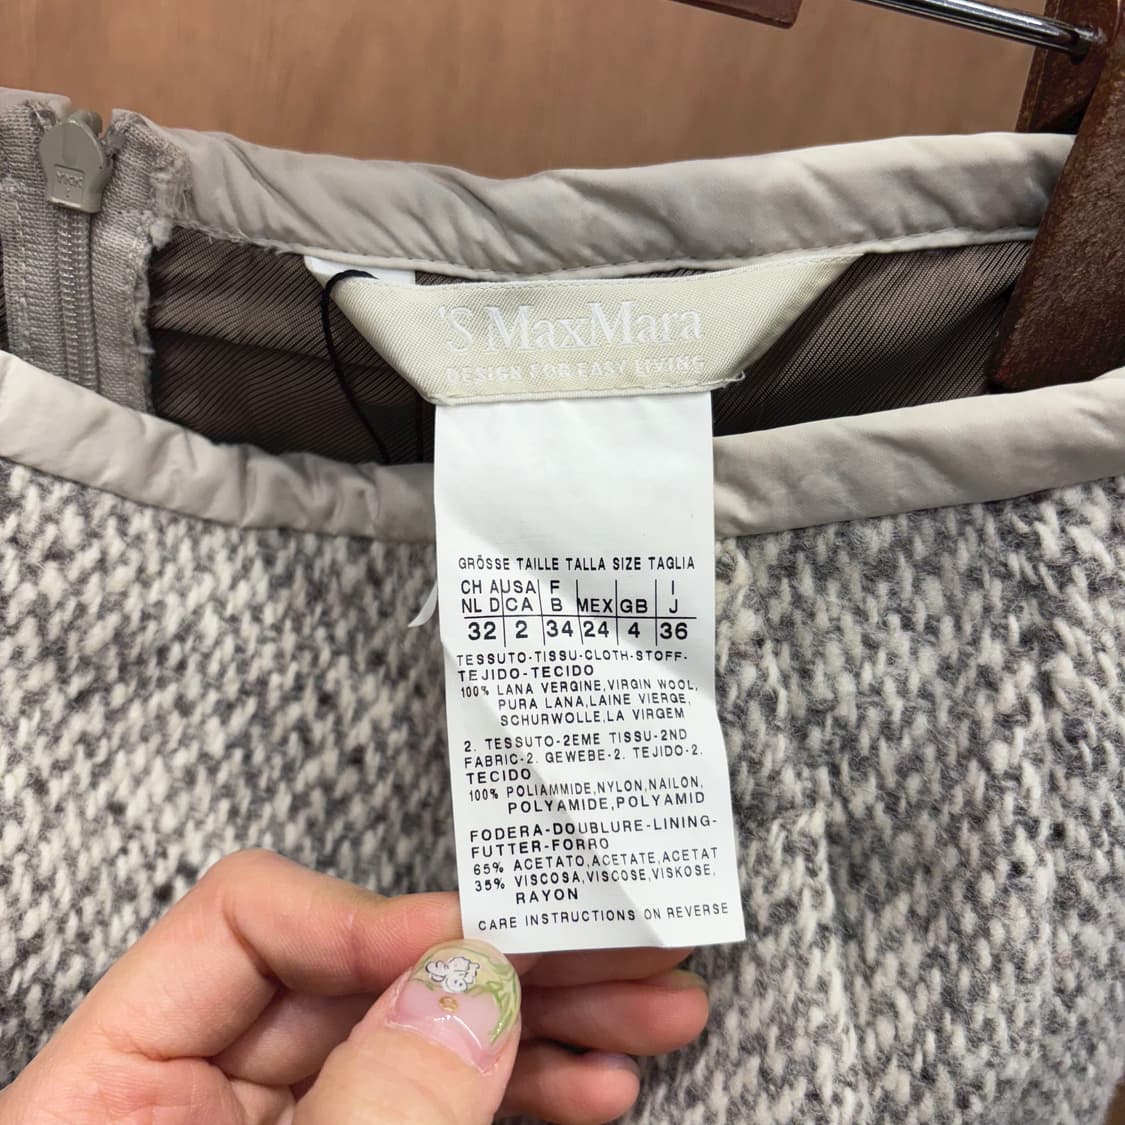 YKK
'S MaxMara
DESIGN FOR EASY LIVING
GRÖSSE TAILLE TALLA SIZE TAGLIA
CH A USA F I
NL D CA B MEX GB J
32 2 34 24 4 36
TESSUTO-TISSU-CLOTH-STOFF-
TEJIDO-TECIDO
100% LANA VERGINE,VIRGIN WOOL,
PURA LANA,LAINE VIERGE,
SCHURWOLLE,LA VIRGEM
2. TESSUTO-2EME TISSU-2ND
FABRIC-2. GEWEBE-2. TEJIDO-2.
TECIDO
100% POLIAMMIDE,NYLON,NAILON,
POLYAMIDE,POLYAMID
FODERA-DOUBLURE-LINING-
FUTTER-FORRO
65% ACETATO,ACETATE,ACETAT
35% VISCOSA,VISCOSE,VISKOSE,
RAYON
CARE INSTRUCTIONS ON REVERSE